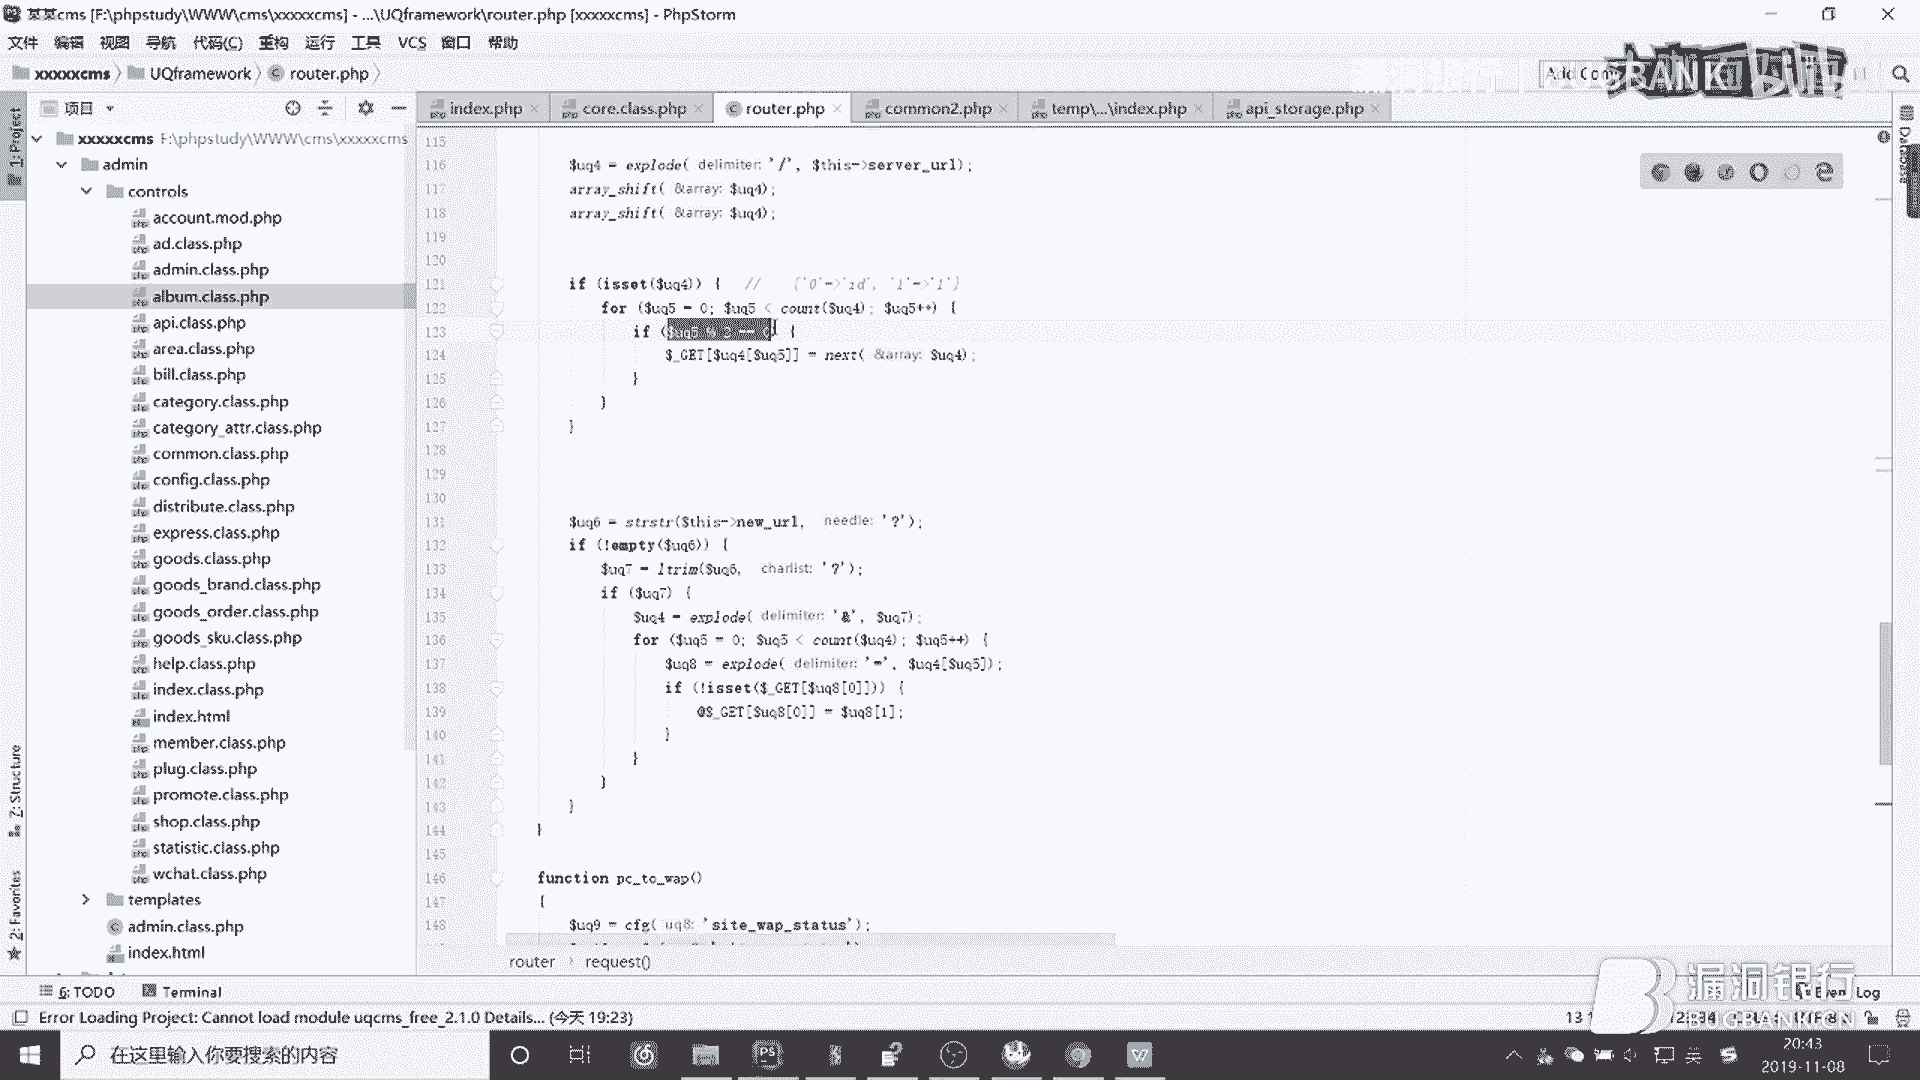 某某cms [F:\phpstudy\WWW\cms\xxxxxcms] - ...\UQframework\router.php [xxxxxcms] - PhpStorm
文件 编辑 视图 导航 代码(C) 重构 运行 工具 VCS 窗口 帮助
xxxxxcms UQframework router.php
BANK
项目
index.php core.class.php router.php common2.php temp\...\index.php api_storage.php
1: Project
xxxxxcms F:\phpstudy\WWW\cms\xxxxxcms
admin
controls
account.mod.php
ad.class.php
admin.class.php
album.class.php
api.class.php
area.class.php
bill.class.php
category.class.php
category_attr.class.php
common.class.php
config.class.php
distribute.class.php
express.class.php
goods.class.php
goods_brand.class.php
goods_order.class.php
goods_sku.class.php
help.class.php
index.class.php
index.html
member.class.php
plug.class.php
promote.class.php
shop.class.php
statistic.class.php
wchat.class.php
templates
admin.class.php
index.html
7: Structure
2: Favorites
115
116 $uq4 = explode( delimiter: '/', $this->server_url);
117 array_shift( &array: $uq4);
118 array_shift( &array: $uq4);
119
120
121 if (isset($uq4)) { // ['0'=>'id', '1'=>'1']
122 for ($uq5 = 0; $uq5 < count($uq4); $uq5++) {
123 if ($uq5 % 2 == 0) {
124 $_GET[$uq4[$uq5]] = next( &array: $uq4);
125 }
126 }
127 }
128
129
130
131 $uq6 = strstr($this->new_url, needle: '?');
132 if (!empty($uq6)) {
133 $uq7 = ltrim($uq6, charlist: '?');
134 if ($uq7) {
135 $uq4 = explode( delimiter: '&', $uq7);
136 for ($uq5 = 0; $uq5 < count($uq4); $uq5++) {
137 $uq8 = explode( delimiter: '=', $uq4[$uq5]);
138 if (!isset($_GET[$uq8[0]])) {
139 @$_GET[$uq8[0]] = $uq8[1];
140 }
141 }
142 }
143 }
144 }
145
146 function pc_to_wap()
147 {
148 $uq9 = cfg( uq8: 'site_wap_status');
router request()
6: TODO Terminal
Log
漏洞银行
BUGBANK.CN
Error Loading Project: Cannot load module uqcms_free_2.1.0 Details... (今天 19:23)
在这里输入你要搜索的内容
英
20:43
2019-11-08